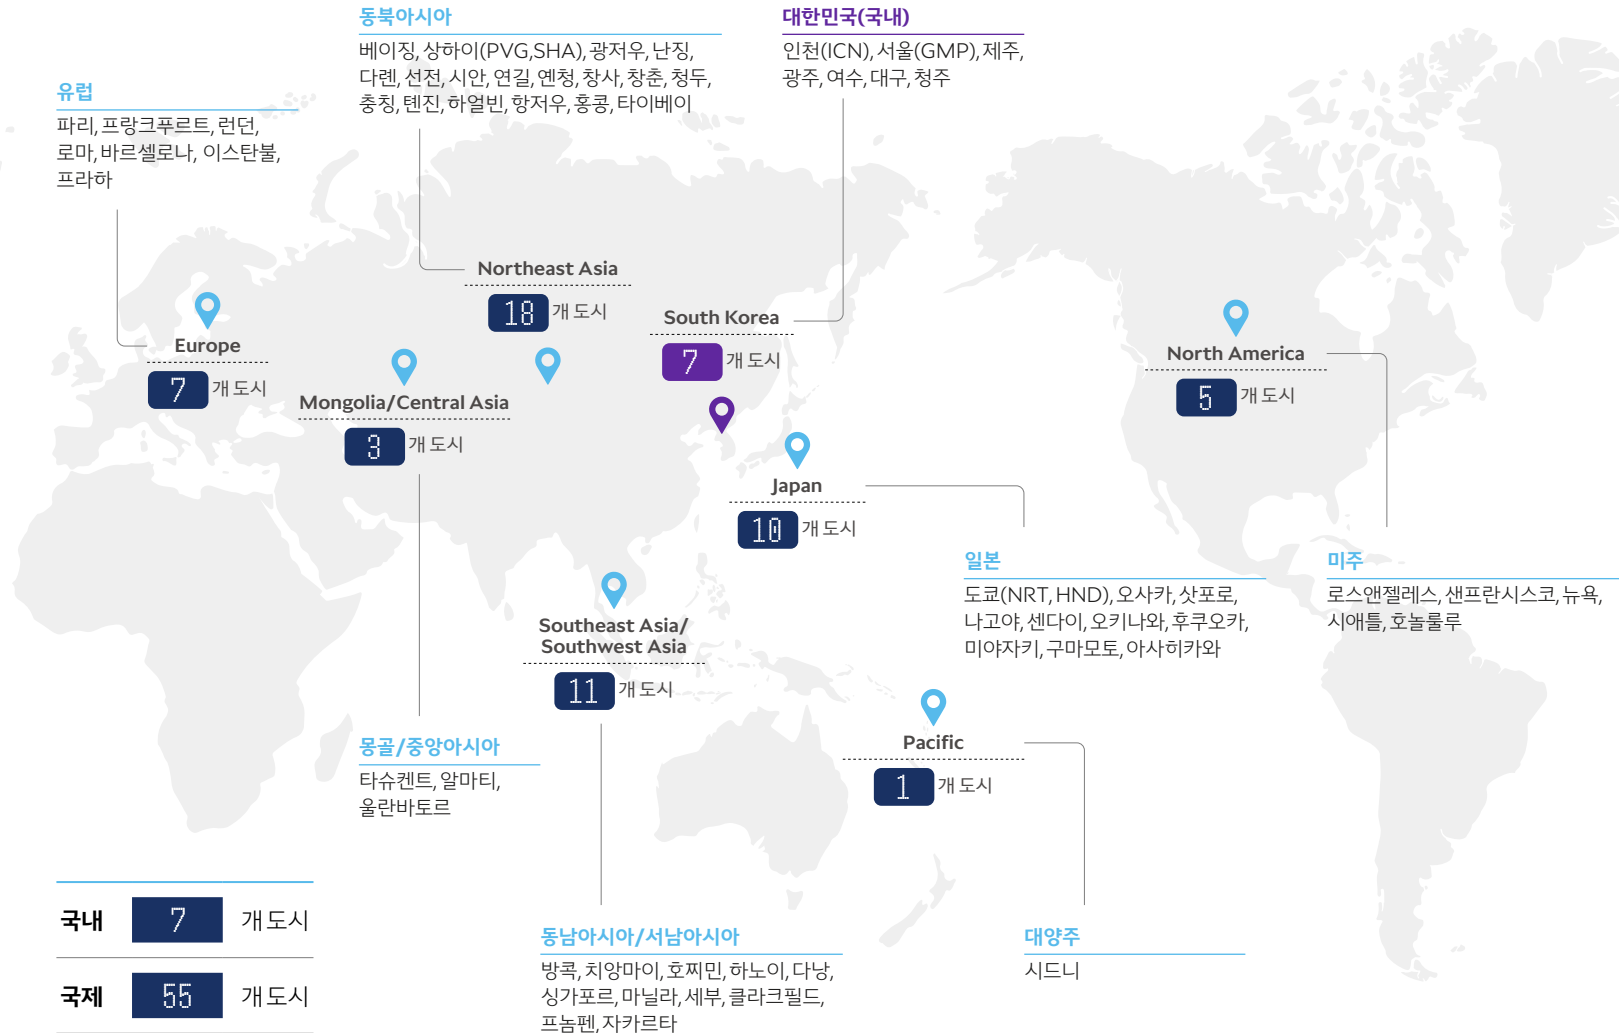 동북아시아
베이징, 상하이(PVG,SHA), 광저우, 난징,
다롄, 선전, 시안, 연길, 옌청, 창사, 창춘, 청두,
충칭, 톈진, 하얼빈, 항저우, 홍콩, 타이베이
대한민국(국내)
인천(ICN), 서울(GMP), 제주,
광주, 여수, 대구, 청주
유럽
파리, 프랑크푸르트, 런던,
로마, 바르셀로나, 이스탄불,
프라하
Northeast Asia
18 개 도시
South Korea
7 개 도시
Europe
7 개 도시
North America
5 개 도시
Mongolia/Central Asia
3 개 도시
Japan
10 개 도시
일본
도쿄(NRT, HND), 오사카, 삿포로,
나고야, 센다이, 오키나와, 후쿠오카,
미야자키, 구마모토, 아사히카와
미주
로스앤젤레스, 샌프란시스코, 뉴욕,
시애틀, 호놀룰루
Southeast Asia/
Southwest Asia
11 개 도시
Pacific
1 개 도시
몽골/중앙아시아
타슈켄트, 알마티,
울란바토르
국내 7 개 도시
국제 55 개 도시
동남아시아/서남아시아
방콕, 치앙마이, 호찌민, 하노이, 다낭,
싱가포르, 마닐라, 세부, 클라크필드,
프놈펜, 자카르타
대양주
시드니